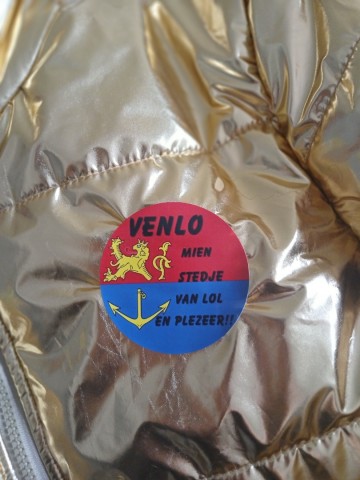 VENLO
MIEN
STEDJE
VAN LOL
EN PLEZEER!!